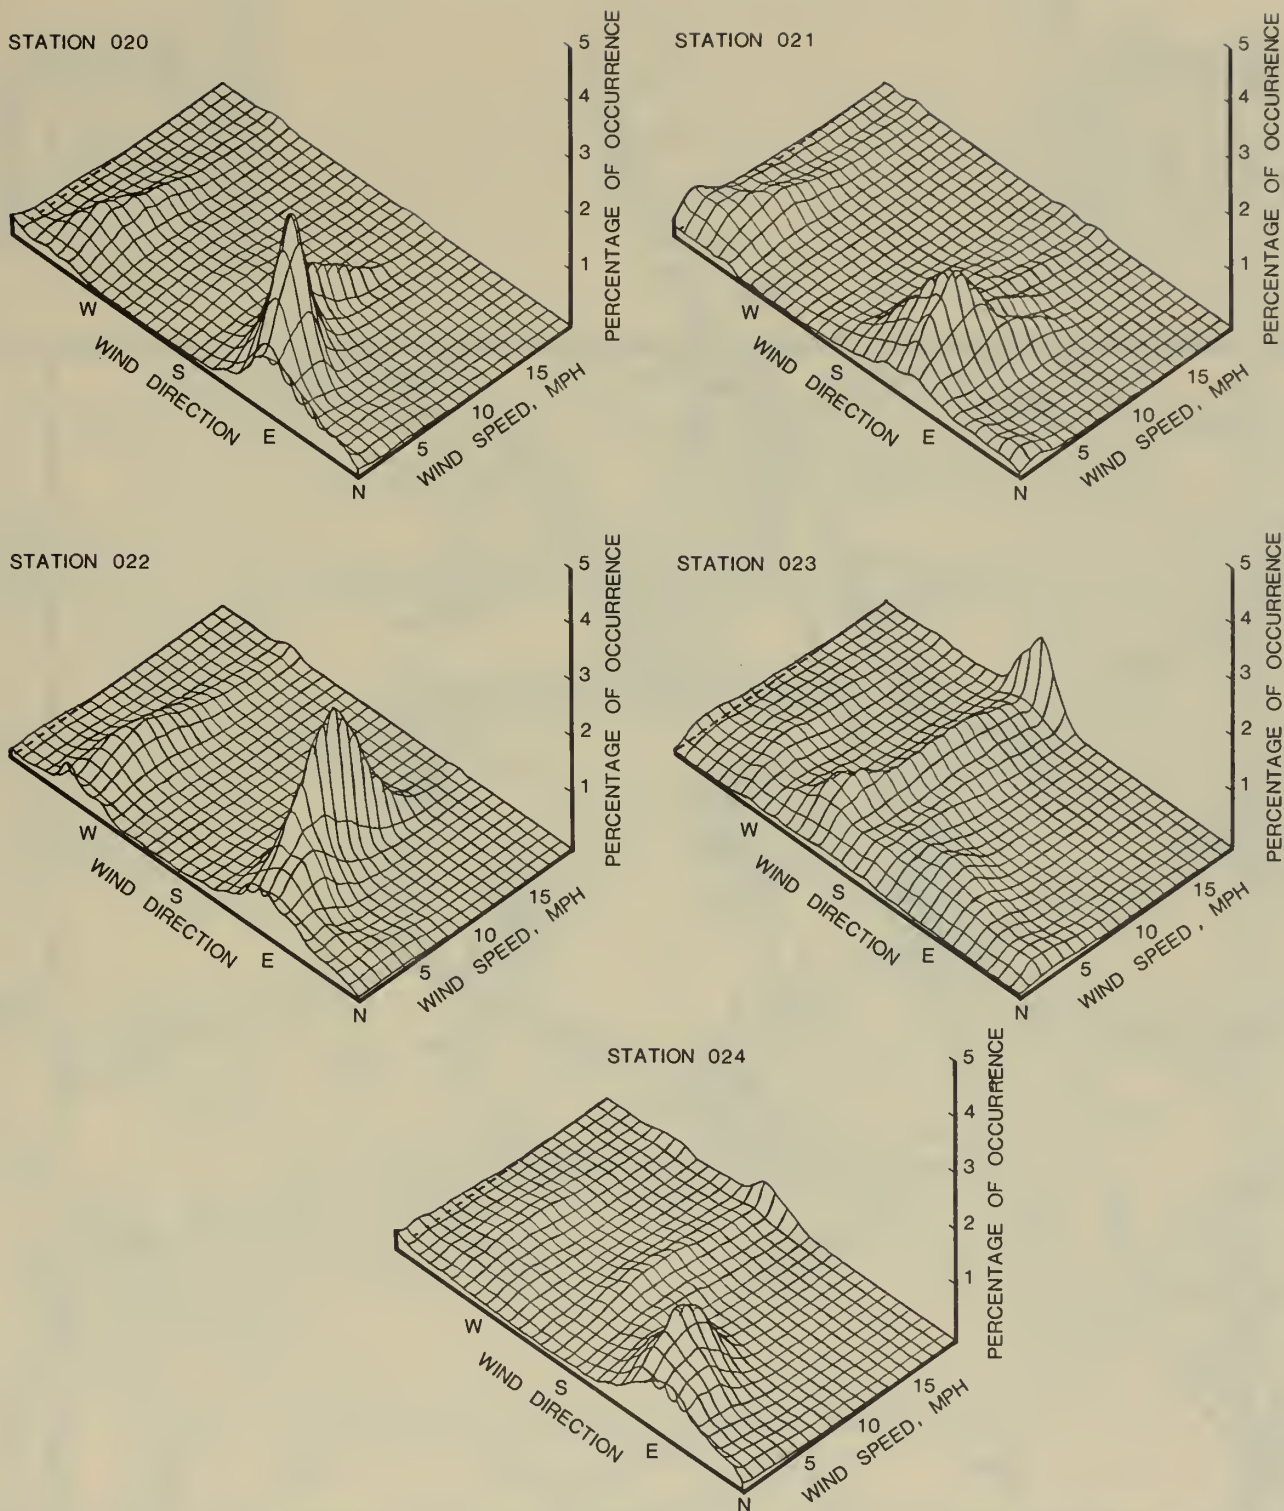 STATION 020
5
4
3
2
1
PERCENTAGE OF OCCURRENCE
W
S
E
N
WIND DIRECTION
5
10
15
WIND SPEED, MPH
STATION 021
5
4
3
2
1
PERCENTAGE OF OCCURRENCE
W
S
E
N
WIND DIRECTION
5
10
15
WIND SPEED, MPH
STATION 022
5
4
3
2
1
PERCENTAGE OF OCCURRENCE
W
S
E
N
WIND DIRECTION
5
10
15
WIND SPEED, MPH
STATION 023
5
4
3
2
1
PERCENTAGE OF OCCURRENCE
W
S
E
N
WIND DIRECTION
5
10
15
WIND SPEED, MPH
STATION 024
5
4
3
2
1
PERCENTAGE OF OCCURRENCE
W
S
E
N
WIND DIRECTION
5
10
15
WIND SPEED, MPH